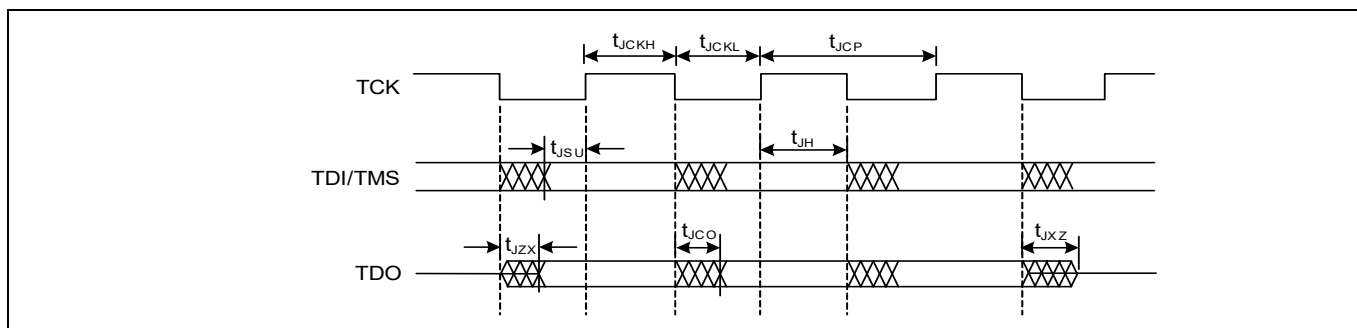 tJCKH tJCKL tJCP
TCK
tJSU tJH
TDI/TMS
tJZX tJCO tJXZ
TDO